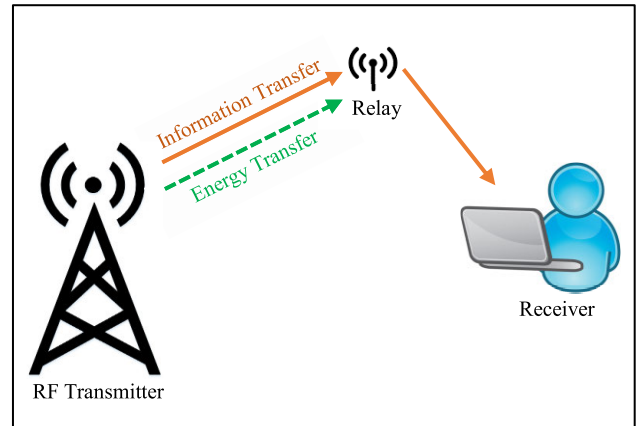 Information Transfer
Energy Transfer
Relay
Receiver
RF Transmitter